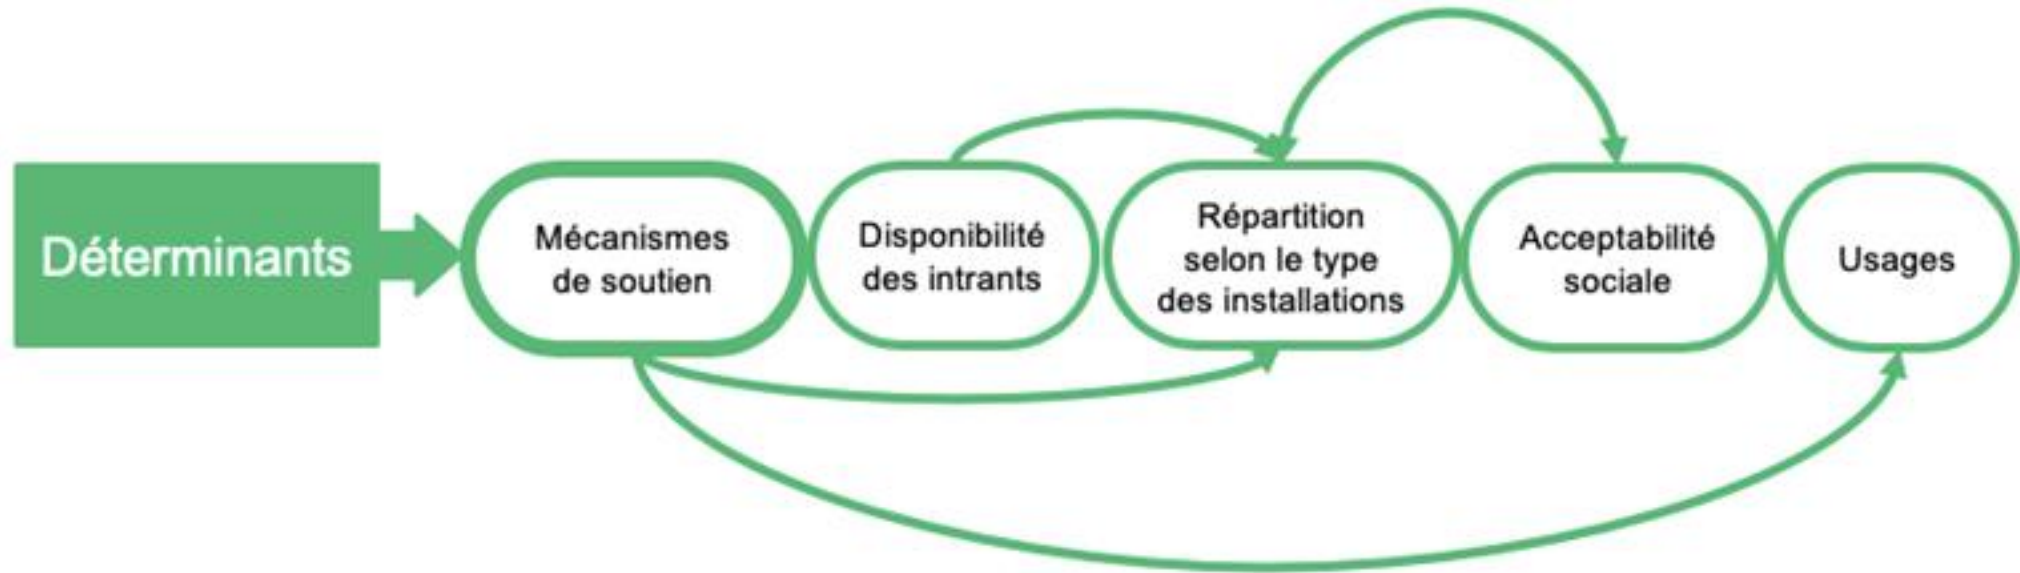 Déterminants
Mécanismes
de soutien
Disponibilité
des intrants
Répartition
selon le type
des installations
Acceptabilité
sociale
Usages